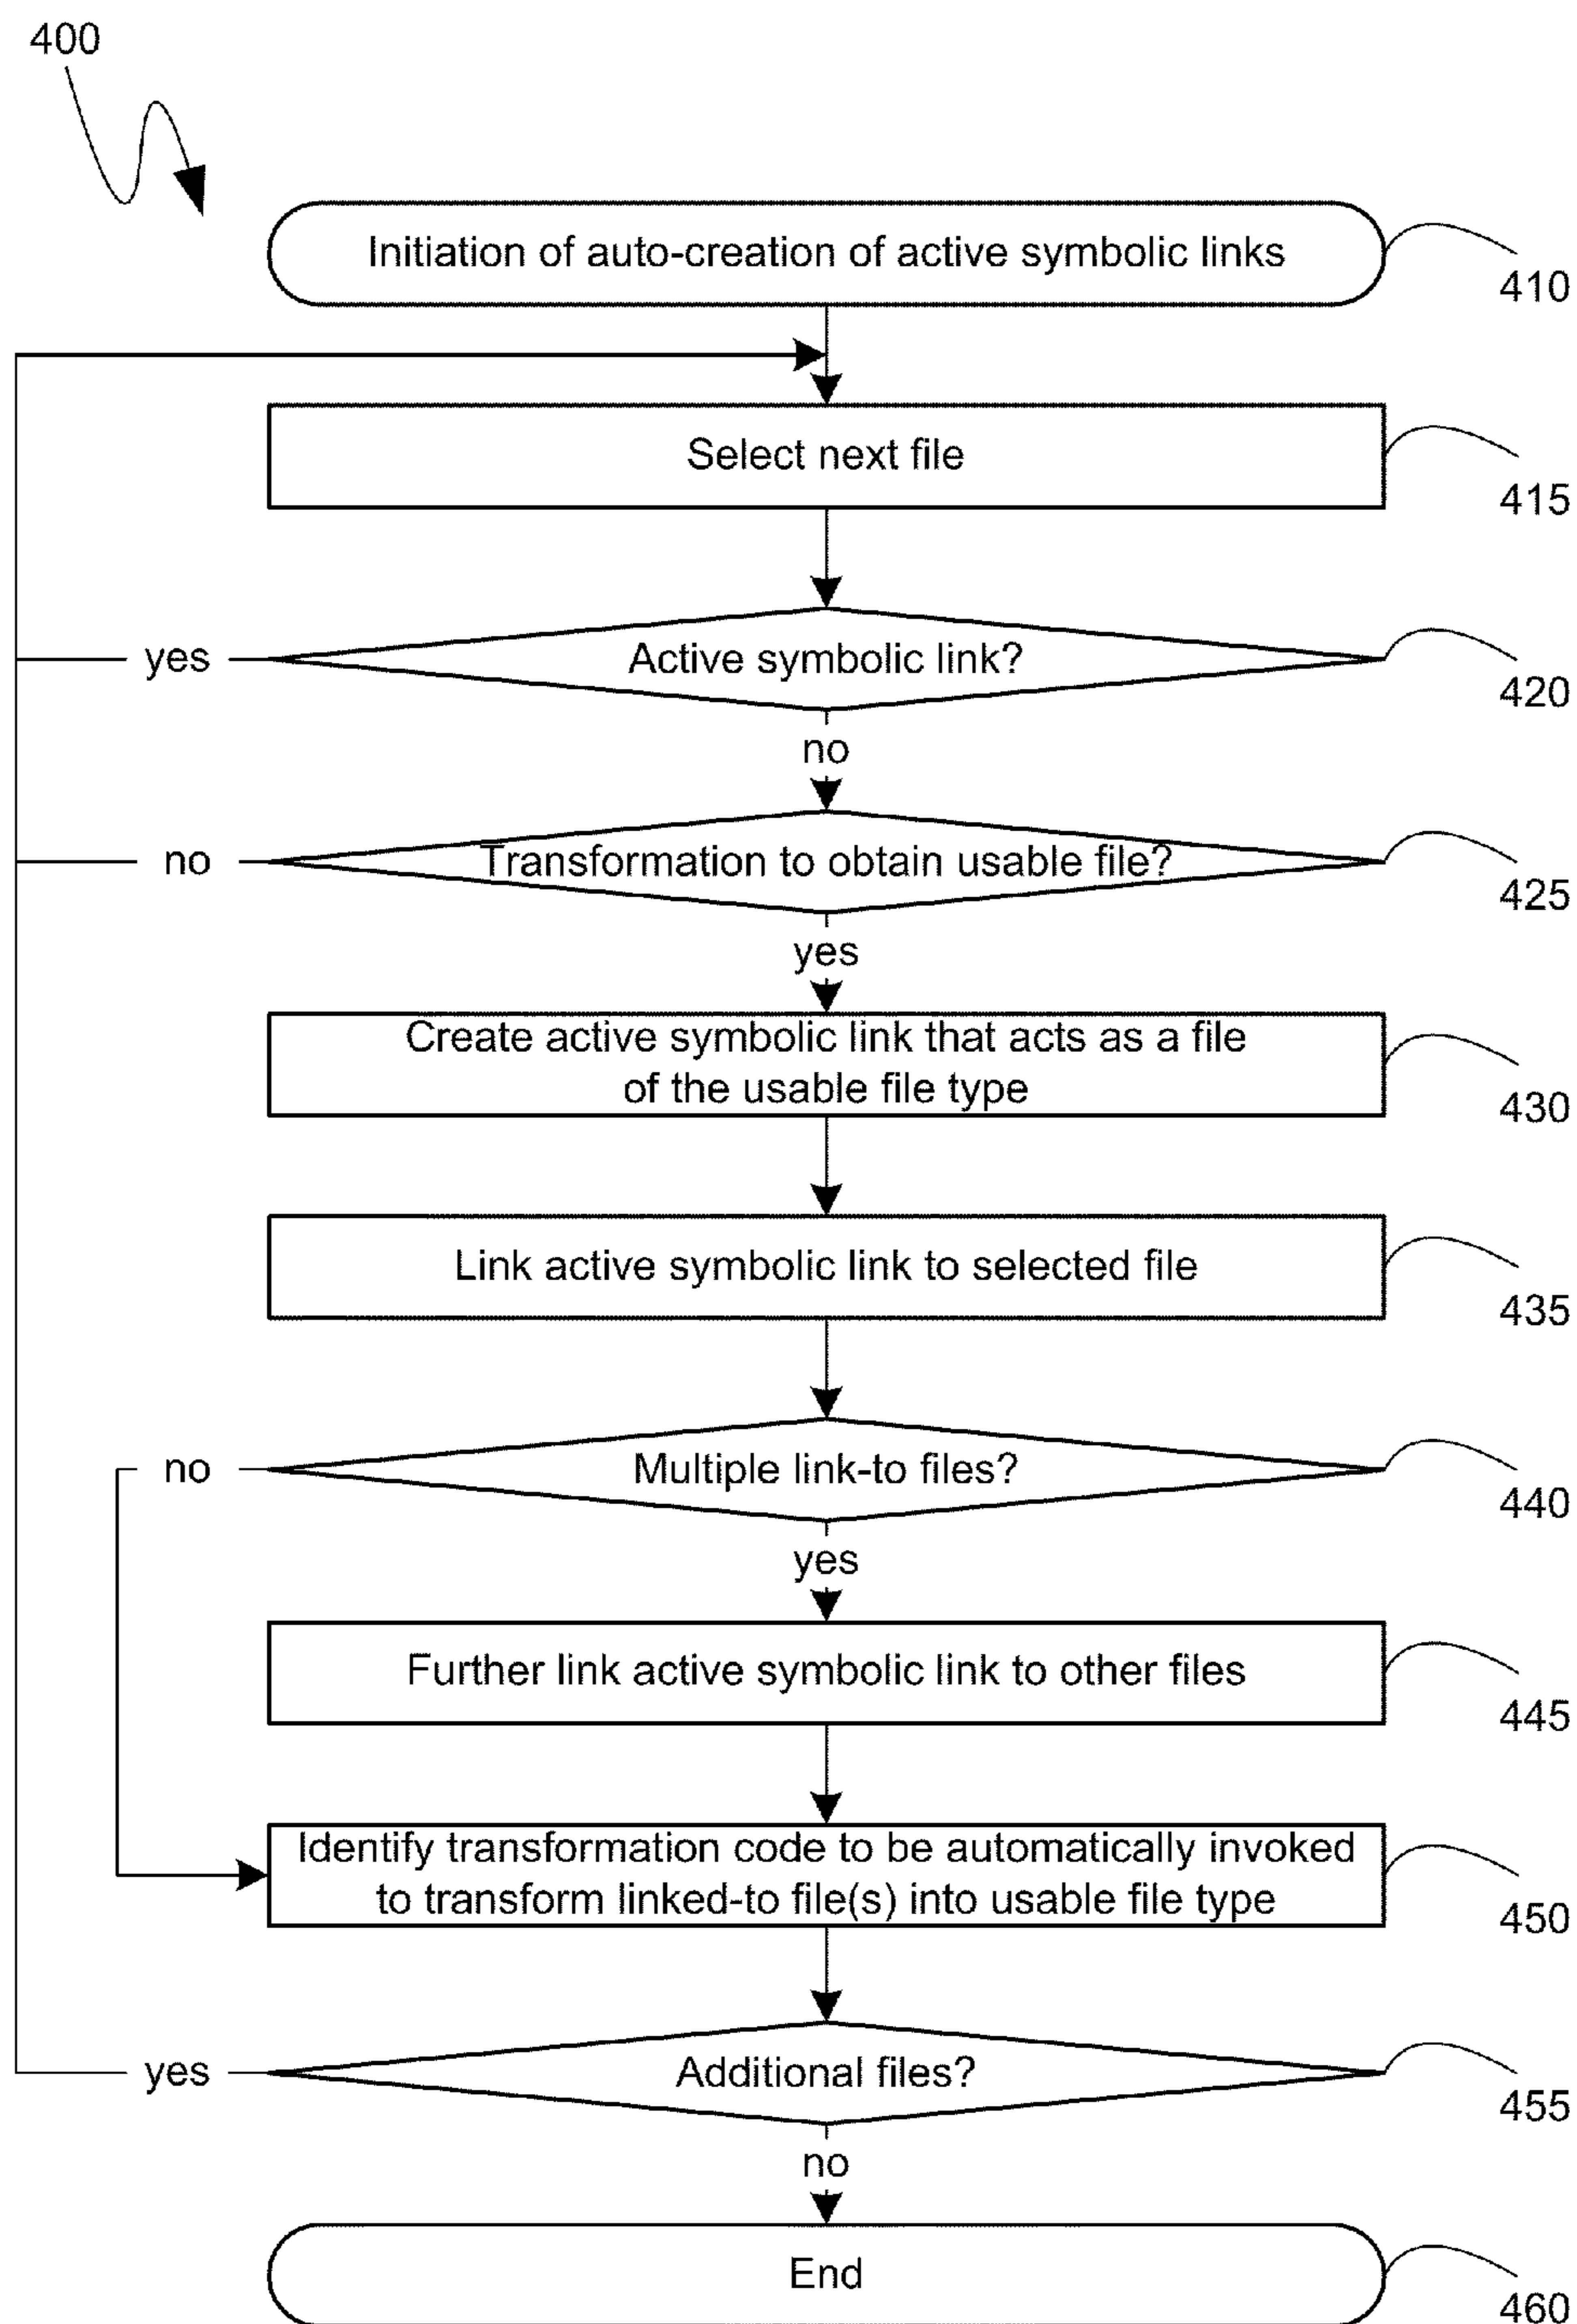 400
Initiation of auto-creation of active symbolic links
410
Select next file
415
yes
Active symbolic link?
420
no
no
Transformation to obtain usable file?
425
yes
Create active symbolic link that acts as a file
of the usable file type
430
Link active symbolic link to selected file
435
no
Multiple link-to files?
440
yes
Further link active symbolic link to other files
445
Identify transformation code to be automatically invoked
to transform linked-to file(s) into usable file type
450
yes
Additional files?
455
no
End
460